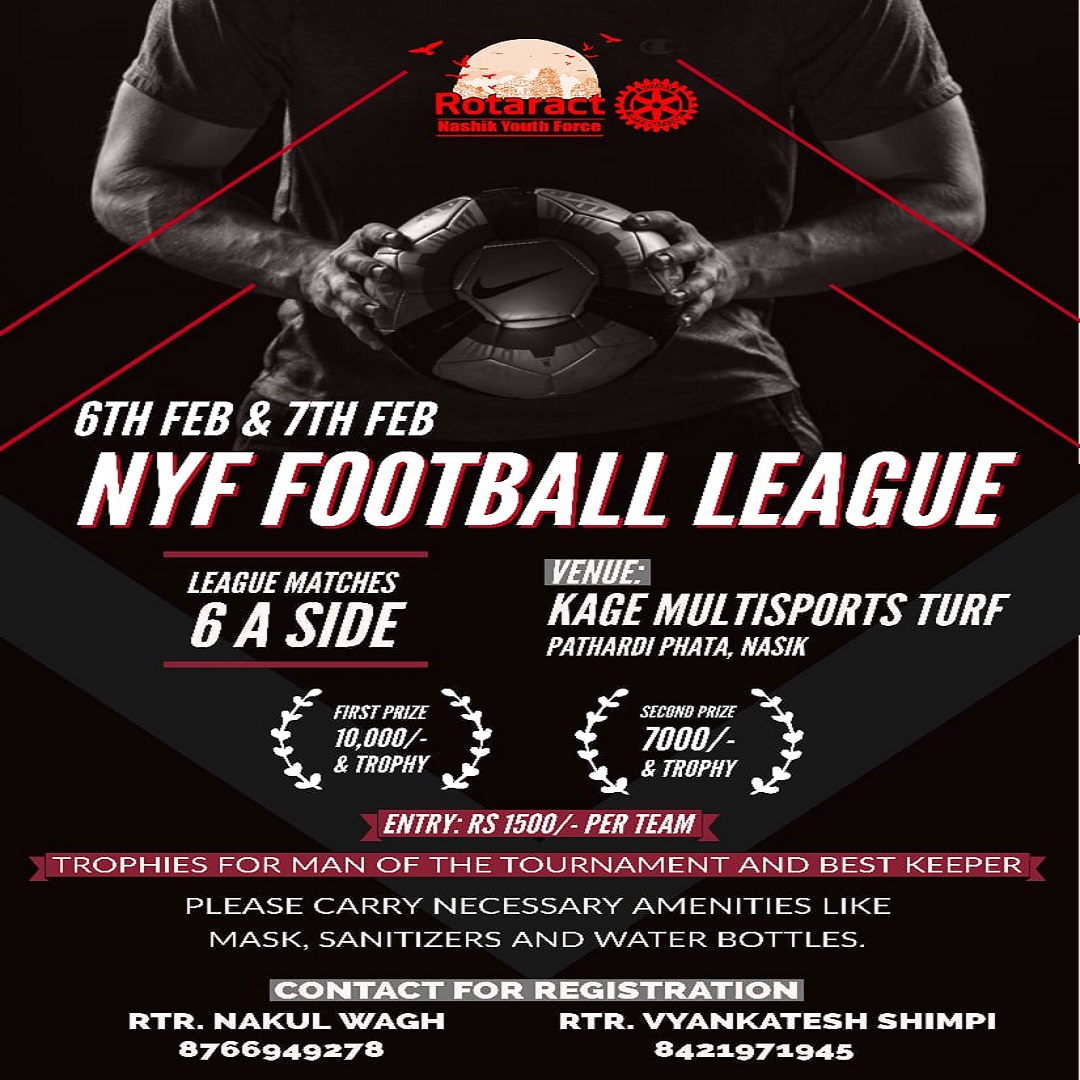 Rotaract
Nashik Youth Force
6TH FEB & 7TH FEB
NYF FOOTBALL LEAGUE
LEAGUE MATCHES
6 A SIDE
VENUE:
KAGE MULTISPORTS TURF
PATHARDI PHATA, NASIK
FIRST PRIZE
10,000/-
& TROPHY
SECOND PRIZE
7000/-
& TROPHY
ENTRY: RS 1500/- PER TEAM
TROPHIES FOR MAN OF THE TOURNAMENT AND BEST KEEPER
PLEASE CARRY NECESSARY AMENITIES LIKE
MASK, SANITIZERS AND WATER BOTTLES.
CONTACT FOR REGISTRATION
RTR. NAKUL WAGH
8766949278
RTR. VYANKATESH SHIMPI
8421971945